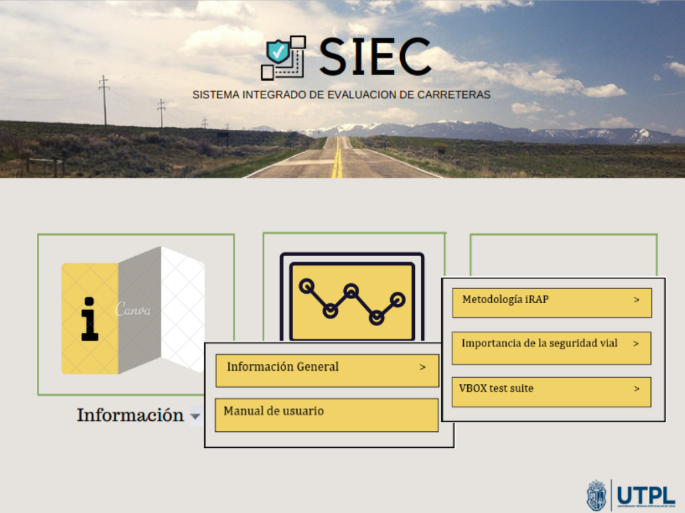 SIEC
SISTEMA INTEGRADO DE EVALUACION DE CARRETERAS
i
Canva
Información
Información General >
Manual de usuario
Metodología iRAP >
Importancia de la seguridad vial >
VBOX test suite >
UTPL